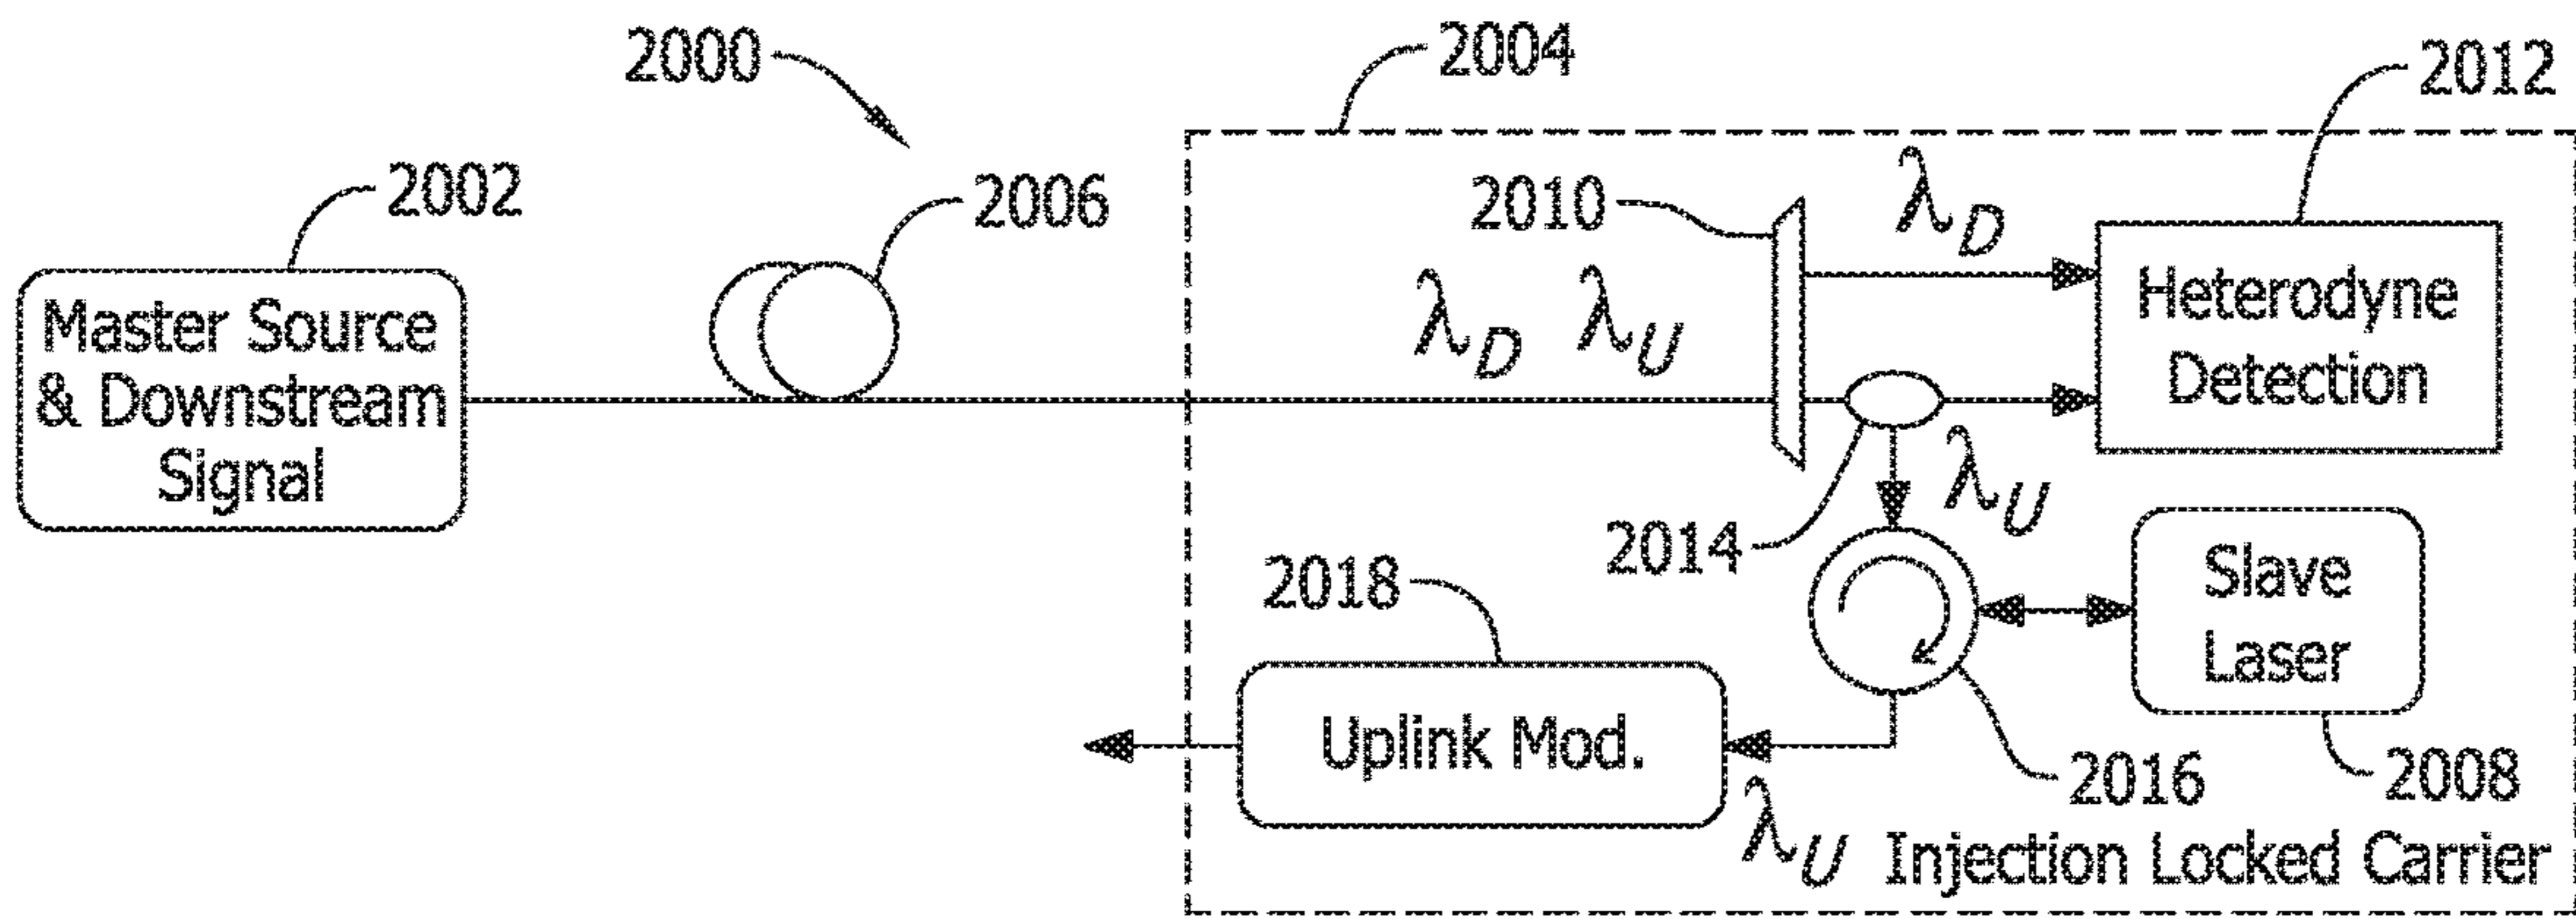 2000
2004
2012
2002
2006
2010
λD
Master Source
& Downstream
Signal
λD λU
Heterodyne
Detection
λU
2014
2018
Slave
Laser
Uplink Mod.
2016
2008
λU Injection Locked Carrier